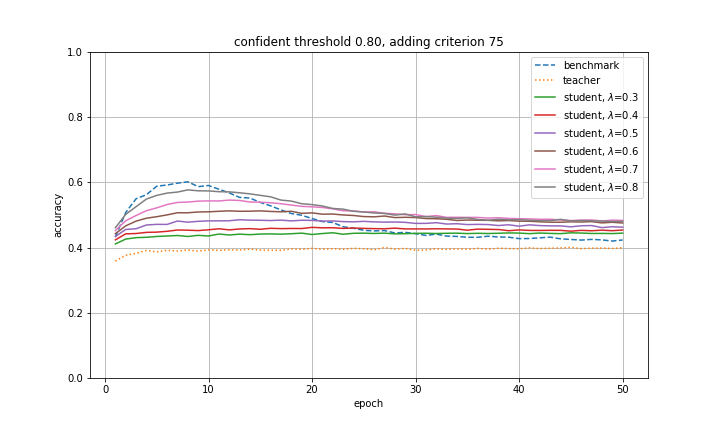 confident threshold 0.80, adding criterion 75
1.0
0.8
0.6
0.4
0.2
0.0
accuracy
benchmark
teacher
student, λ=0.3
student, λ=0.4
student, λ=0.5
student, λ=0.6
student, λ=0.7
student, λ=0.8
0 10 20 30 40 50
epoch